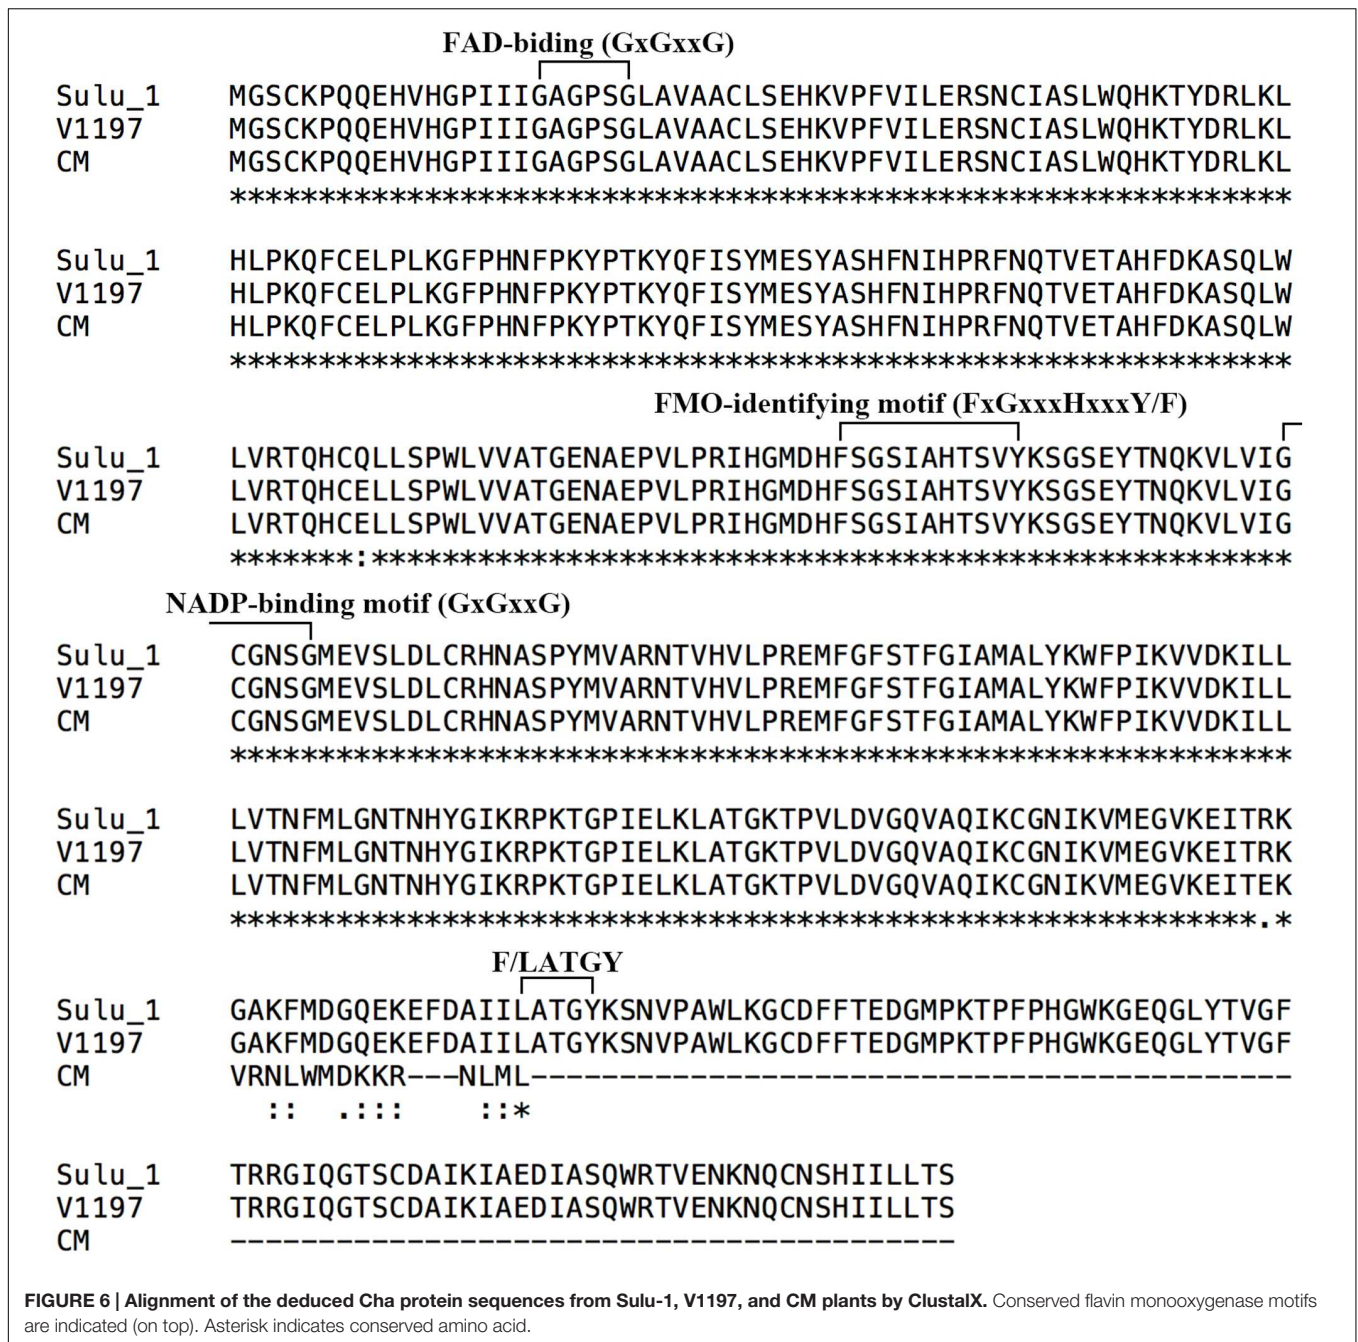 FAD-biding (GxGxxG)
Sulu_1 MGSCKPQQEHVHGPIIIGAGPSGLAVAACLSEHKVPFVILERSNCIASLWQHKTYDRLKL
V1197 MGSCKPQQEHVHGPIIIGAGPSGLAVAACLSEHKVPFVILERSNCIASLWQHKTYDRLKL
CM MGSCKPQQEHVHGPIIIGAGPSGLAVAACLSEHKVPFVILERSNCIASLWQHKTYDRLKL
************************************************************
Sulu_1 HLPKQFCELPLKGFPHNFPKYPTKYQFISYMESYASHFNIHPRFNQTVETAHFDKASQLW
V1197 HLPKQFCELPLKGFPHNFPKYPTKYQFISYMESYASHFNIHPRFNQTVETAHFDKASQLW
CM HLPKQFCELPLKGFPHNFPKYPTKYQFISYMESYASHFNIHPRFNQTVETAHFDKASQLW
************************************************************
FMO-identifying motif (FxGxxxHxxxY/F)
Sulu_1 LVRTQHCQLLSPWLVVATGENAEPVLPRIHGMDHFSGSIAHTSVYKSGSEYTNQKVLVIG
V1197 LVRTQHCELLSPWLVVATGENAEPVLPRIHGMDHFSGSIAHTSVYKSGSEYTNQKVLVIG
CM LVRTQHCELLSPWLVVATGENAEPVLPRIHGMDHFSGSIAHTSVYKSGSEYTNQKVLVIG
*******:****************************************************
NADP-binding motif (GxGxxG)
Sulu_1 CGNSGMEVSLDLCRHNASPYMVARNTVHVLPREMFGFSTFGIAMALYKWFPIKVVDKILL
V1197 CGNSGMEVSLDLCRHNASPYMVARNTVHVLPREMFGFSTFGIAMALYKWFPIKVVDKILL
CM CGNSGMEVSLDLCRHNASPYMVARNTVHVLPREMFGFSTFGIAMALYKWFPIKVVDKILL
************************************************************
Sulu_1 LVTNFMLGNTNHYGIKRPKTGPIELKLATGKTPVLDVGQVAQIKCGNIKVMEGVKEITRK
V1197 LVTNFMLGNTNHYGIKRPKTGPIELKLATGKTPVLDVGQVAQIKCGNIKVMEGVKEITRK
CM LVTNFMLGNTNHYGIKRPKTGPIELKLATGKTPVLDVGQVAQIKCGNIKVMEGVKEITEK
**********************************************************.*
F/LATGY
Sulu_1 GAKFMDGQEKEFDAIILATGYKSNVPAWLKGCDFFTEDGMPKTPFPHGWKGEQGLYTVGF
V1197 GAKFMDGQEKEFDAIILATGYKSNVPAWLKGCDFFTEDGMPKTPFPHGWKGEQGLYTVGF
CM VRNLWMDKKR---NLML-------------------------------------------
:: .::: ::*
Sulu_1 TRRGIQGTSCDAIKIAEDIASQWRTVENKNQCNSHIILLTS
V1197 TRRGIQGTSCDAIKIAEDIASQWRTVENKNQCNSHIILLTS
CM -----------------------------------------
FIGURE 6 | Alignment of the deduced Cha protein sequences from Sulu-1, V1197, and CM plants by ClustalX. Conserved flavin monooxygenase motifs
are indicated (on top). Asterisk indicates conserved amino acid.